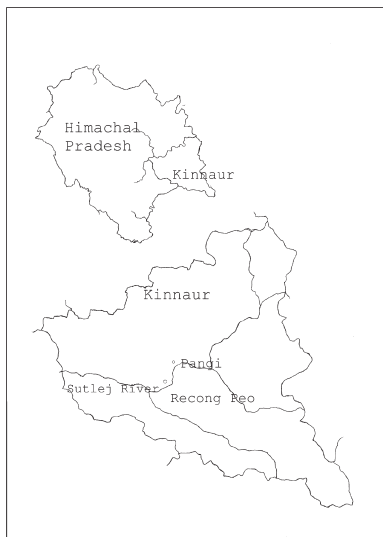 Himachal
Pradesh
Kinnaur
Kinnaur
Pangi
Sutlej River
Recong Peo